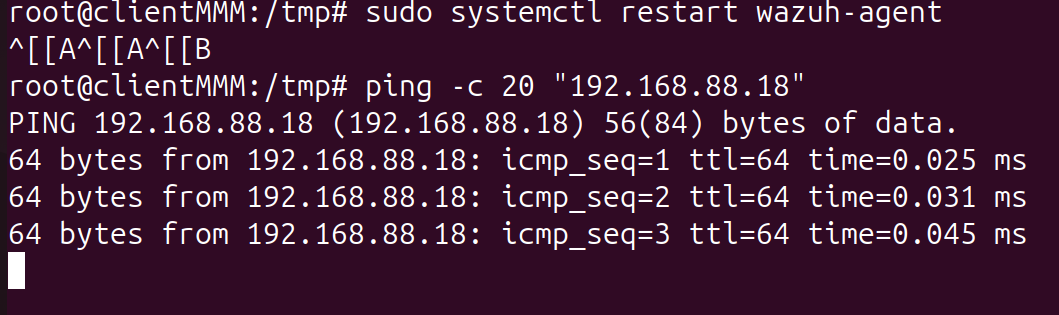 root@clientMMM:/tmp# sudo systemctl restart wazuh-agent
^[[A^[[A^[[B
root@clientMMM:/tmp# ping -c 20 "192.168.88.18"
PING 192.168.88.18 (192.168.88.18) 56(84) bytes of data.
64 bytes from 192.168.88.18: icmp_seq=1 ttl=64 time=0.025 ms
64 bytes from 192.168.88.18: icmp_seq=2 ttl=64 time=0.031 ms
64 bytes from 192.168.88.18: icmp_seq=3 ttl=64 time=0.045 ms